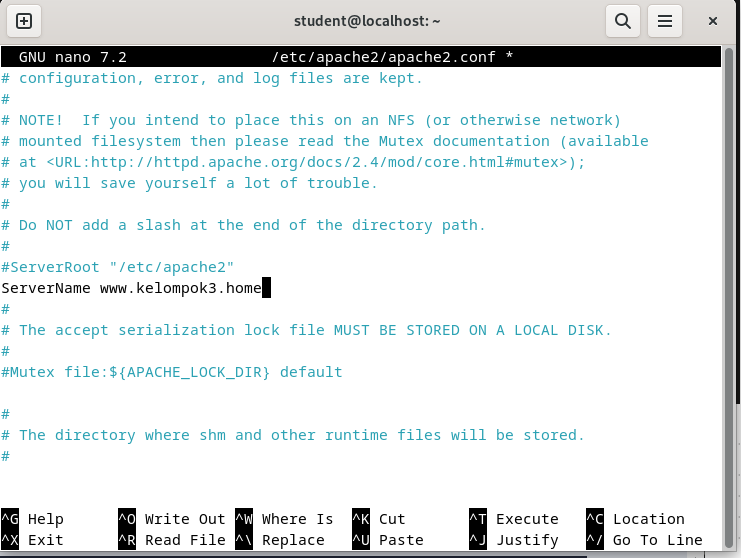 student@localhost: ~
GNU nano 7.2 /etc/apache2/apache2.conf *
# configuration, error, and log files are kept.
#
# NOTE!  If you intend to place this on an NFS (or otherwise network)
# mounted filesystem then please read the Mutex documentation (available
# at <URL:http://httpd.apache.org/docs/2.4/mod/core.html#mutex>);
# you will save yourself a lot of trouble.
#
# Do NOT add a slash at the end of the directory path.
#
#ServerRoot "/etc/apache2"
ServerName www.kelompok3.home
#
# The accept serialization lock file MUST BE STORED ON A LOCAL DISK.
#
#Mutex file:${APACHE_LOCK_DIR} default
#
# The directory where shm and other runtime files will be stored.
#
^G Help ^O Write Out ^W Where Is ^K Cut ^T Execute ^C Location
^X Exit ^R Read File ^\ Replace ^U Paste ^J Justify ^/ Go To Line